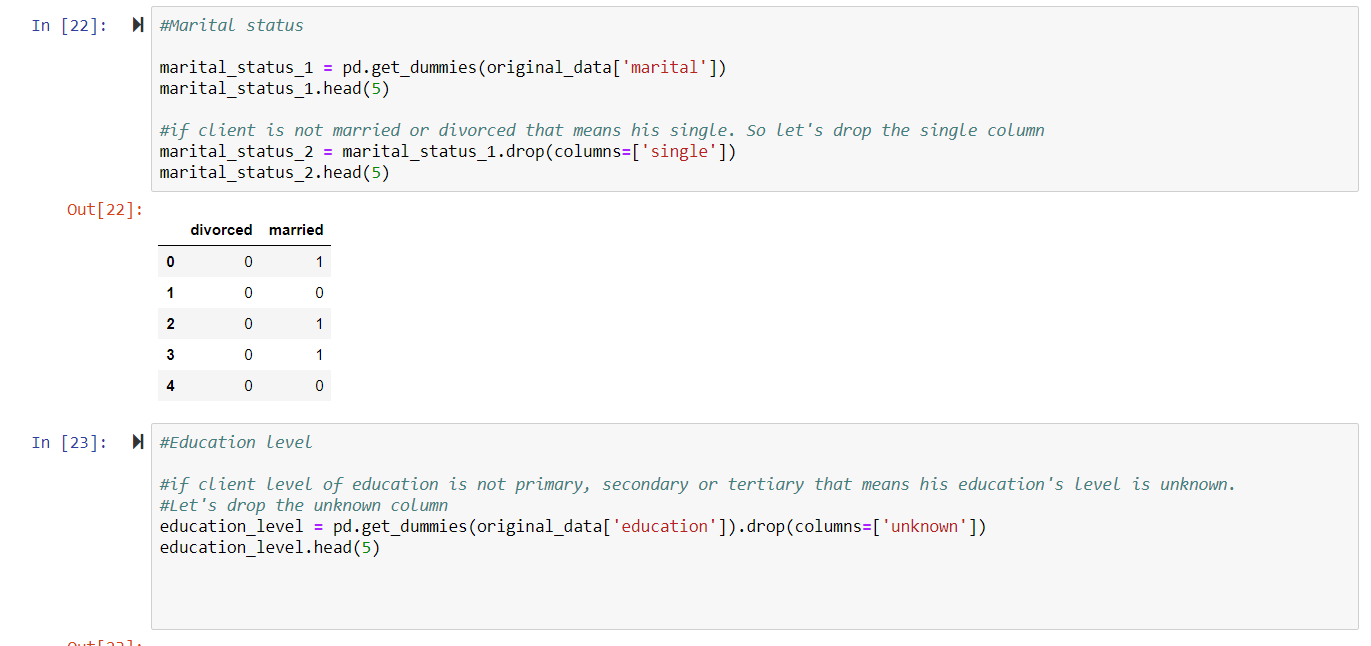 In [22]:
#Marital status
marital_status_1 = pd.get_dummies(original_data['marital'])
marital_status_1.head(5)
#if client is not married or divorced that means his single. So let's drop the single column
marital_status_2 = marital_status_1.drop(columns=['single'])
marital_status_2.head(5)
Out[22]:
divorced married
0 0 1
1 0 0
2 0 1
3 0 1
4 0 0
In [23]:
#Education level
#if client level of education is not primary, secondary or tertiary that means his education's level is unknown.
#Let's drop the unknown column
education_level = pd.get_dummies(original_data['education']).drop(columns=['unknown'])
education_level.head(5)